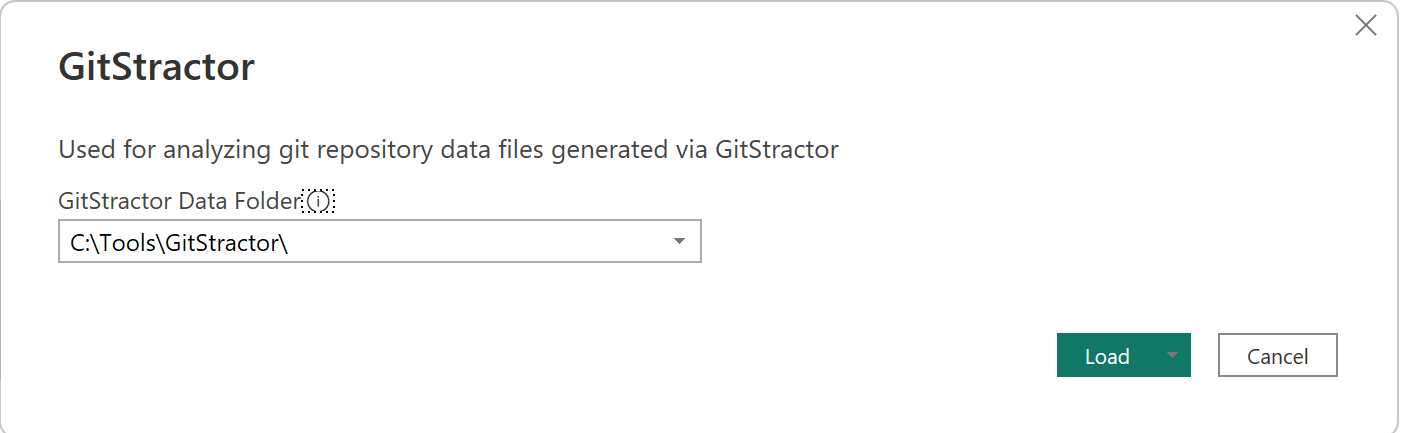 GitStractor
Used for analyzing git repository data files generated via GitStractor
GitStractor Data Folder
C:\Tools\GitStractor\
Load
Cancel